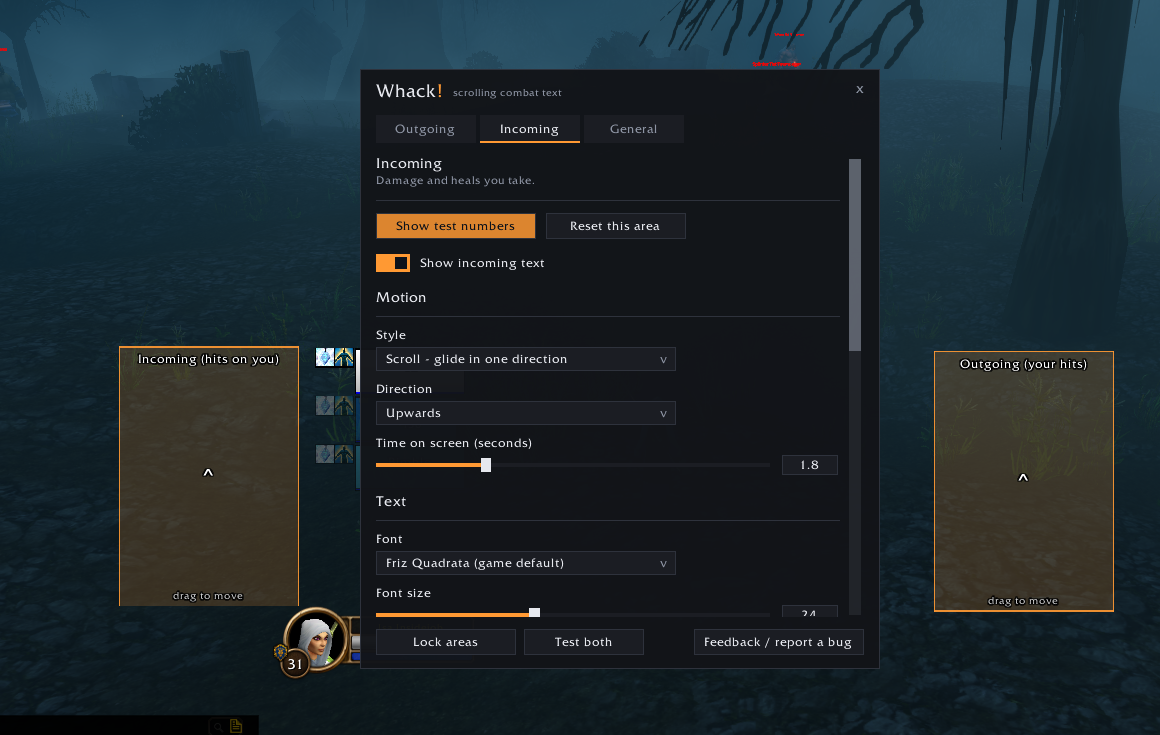 Whack! scrolling combat text
x
Outgoing Incoming General
Incoming
Damage and heals you take.
Show test numbers Reset this area
Show incoming text
Motion
Style
Scroll - glide in one direction v
Direction
Upwards v
Time on screen (seconds)
1.8
Text
Font
Friz Quadrata (game default) v
Font size
24
Lock areas Test both Feedback / report a bug
Incoming (hits on you)
^
drag to move
Outgoing (your hits)
^
drag to move
31